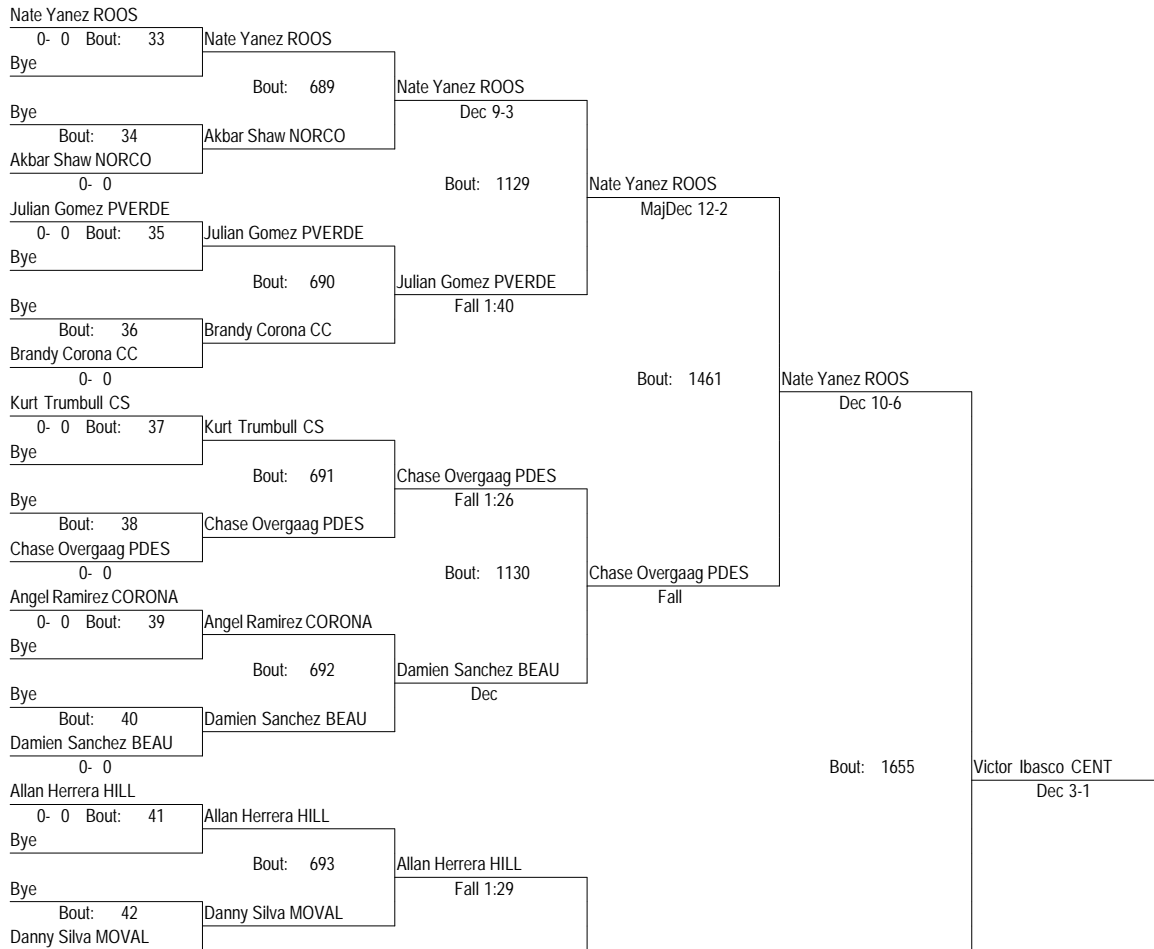 Nate Yanez ROOS
0- 0 Bout: 33 Nate Yanez ROOS
Bye
Bout: 689 Nate Yanez ROOS
Bye Dec 9-3
Bout: 34 Akbar Shaw NORCO
Akbar Shaw NORCO
0- 0 Bout: 1129 Nate Yanez ROOS
Julian Gomez PVERDE MajDec 12-2
0- 0 Bout: 35 Julian Gomez PVERDE
Bye
Bout: 690 Julian Gomez PVERDE
Bye Fall 1:40
Bout: 36 Brandy Corona CC
Brandy Corona CC
0- 0 Bout: 1461 Nate Yanez ROOS
Kurt Trumbull CS Dec 10-6
0- 0 Bout: 37 Kurt Trumbull CS
Bye
Bout: 691 Chase Overgaag PDES
Bye Fall 1:26
Bout: 38 Chase Overgaag PDES
Chase Overgaag PDES
0- 0 Bout: 1130 Chase Overgaag PDES
Angel Ramirez CORONA Fall
0- 0 Bout: 39 Angel Ramirez CORONA
Bye
Bout: 692 Damien Sanchez BEAU
Bye Dec
Bout: 40 Damien Sanchez BEAU
Damien Sanchez BEAU
0- 0 Bout: 1655 Victor Ibasco CENT
Allan Herrera HILL Dec 3-1
0- 0 Bout: 41 Allan Herrera HILL
Bye
Bout: 693 Allan Herrera HILL
Bye Fall 1:29
Bout: 42 Danny Silva MOVAL
Danny Silva MOVAL